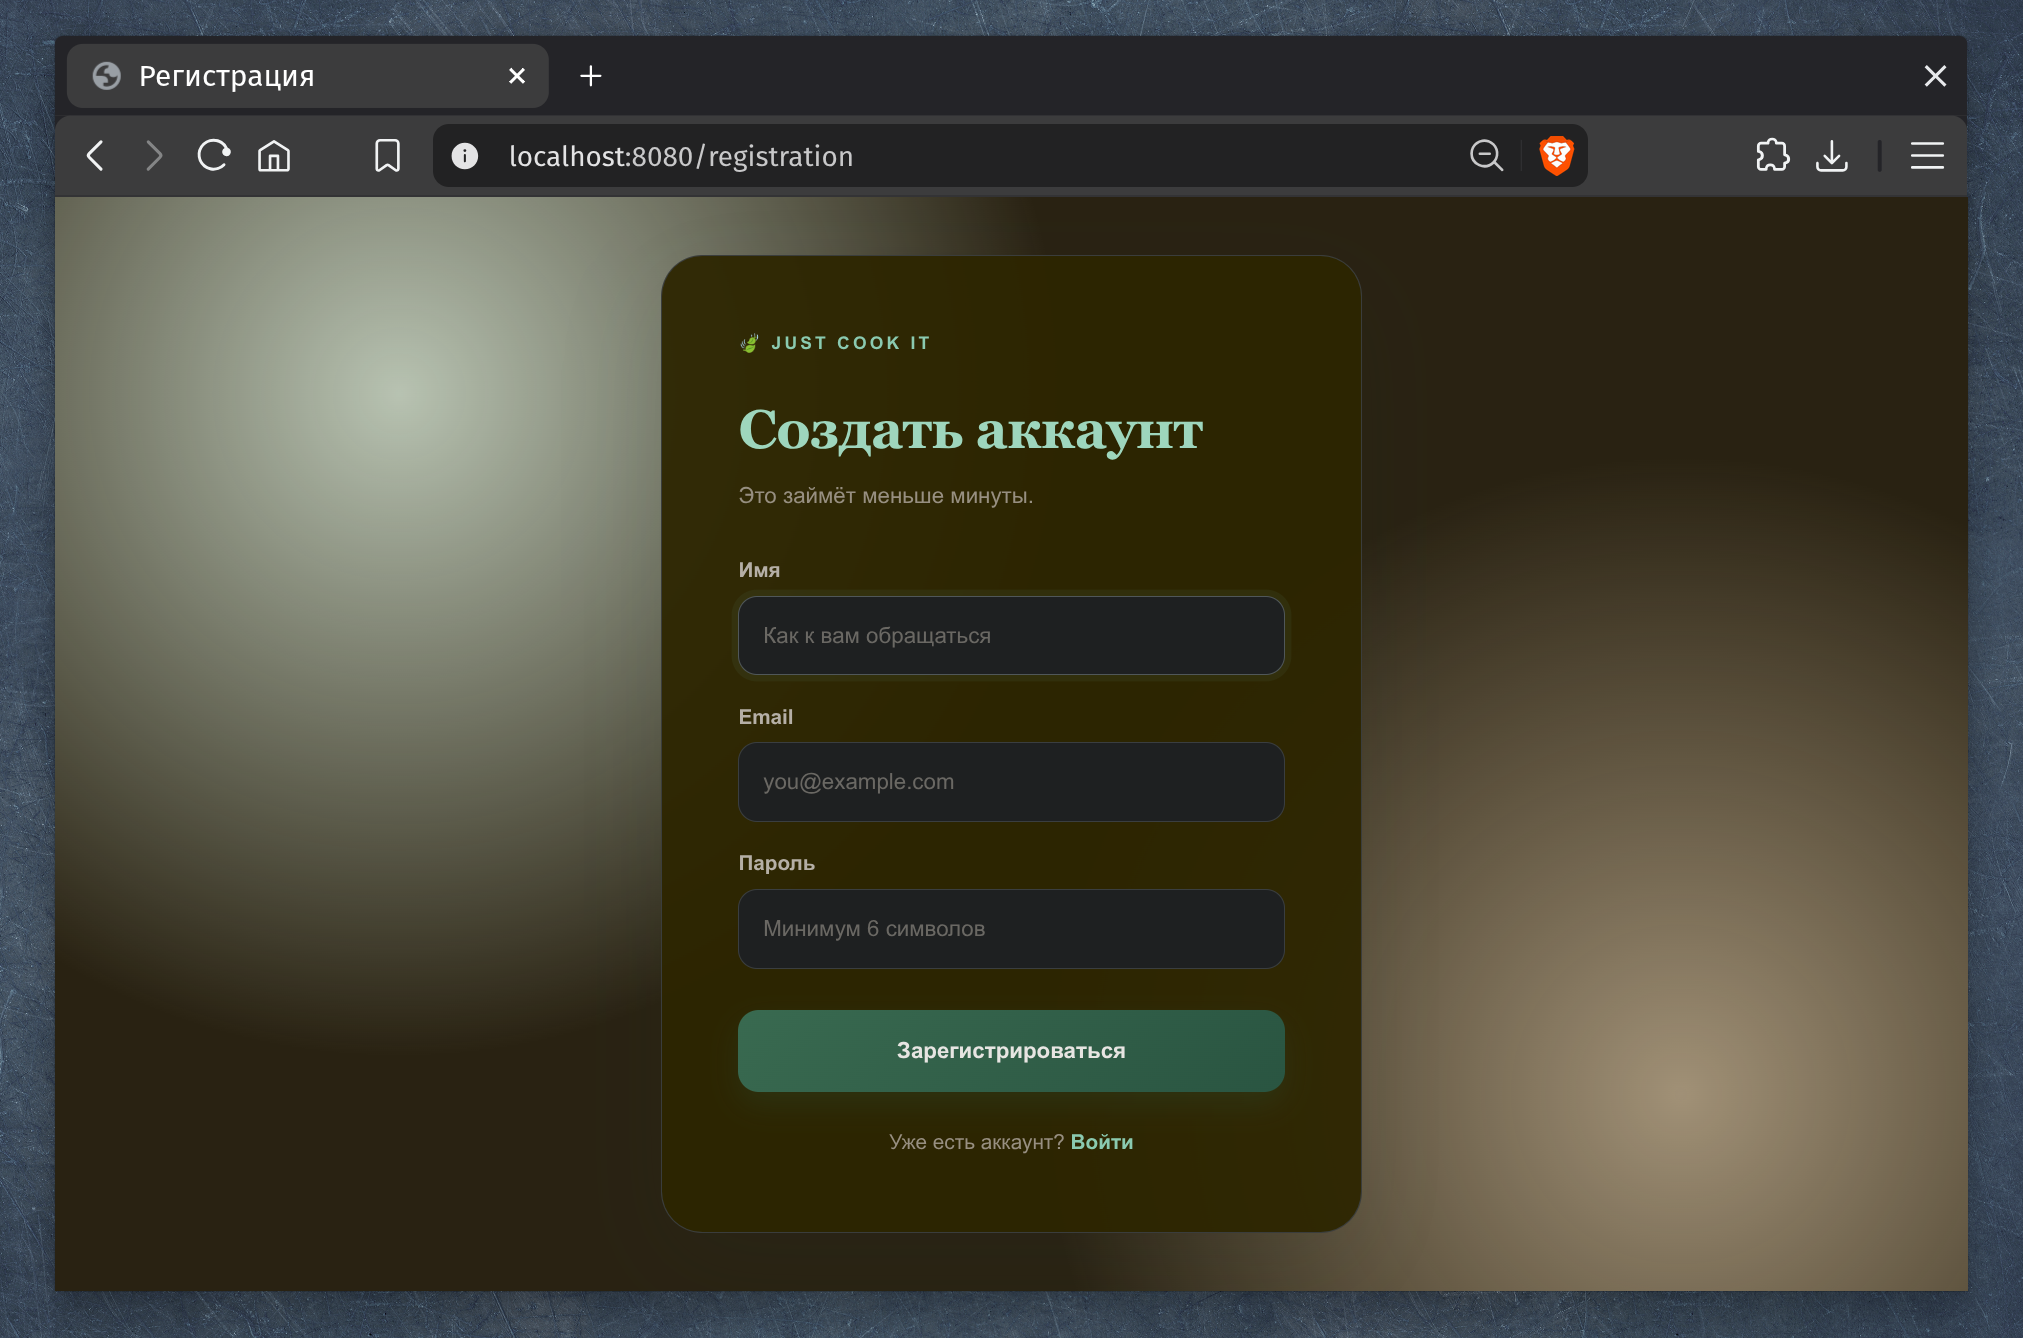 Регистрация
localhost:8080/registration
JUST COOK IT
Создать аккаунт
Это займёт меньше минуты.
Имя
Как к вам обращаться
Email
you@example.com
Пароль
Минимум 6 символов
Зарегистрироваться
Уже есть аккаунт? Войти